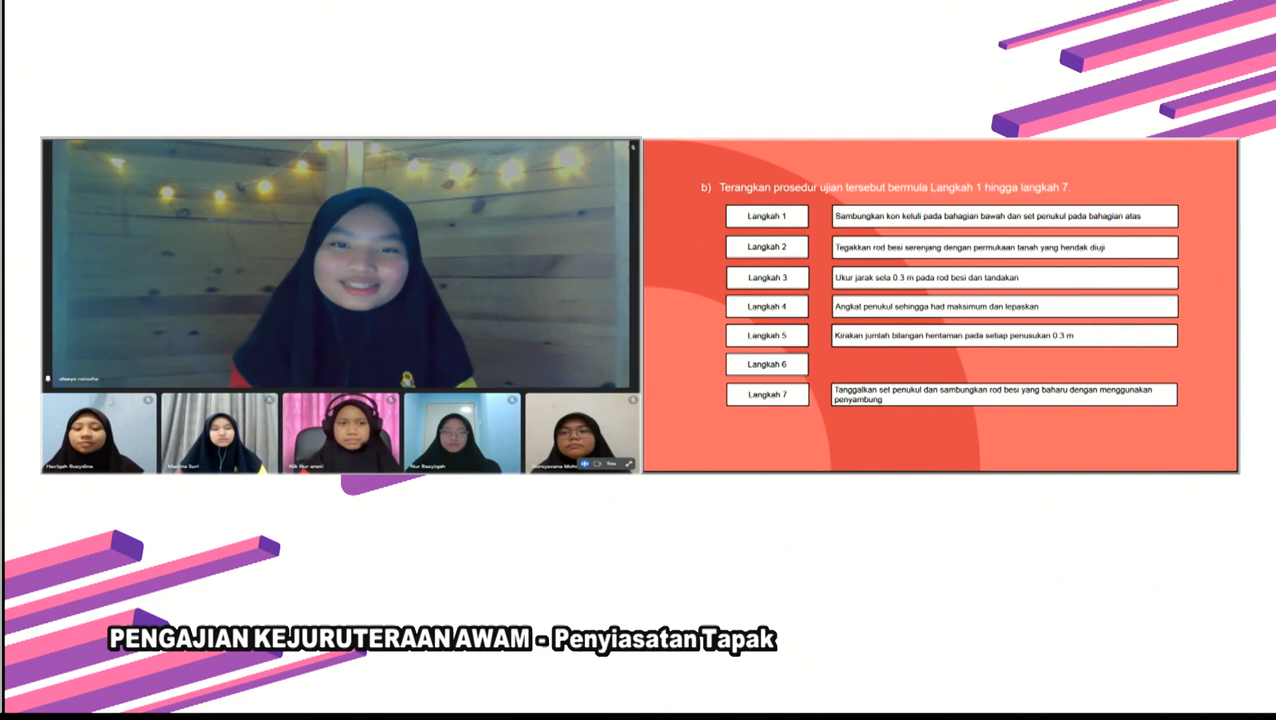 b) Terangkan prosedur ujian tersebut bermula Langkah 1 hingga langkah 7.
Langkah 1 Sambungkan kon keluli pada bahagian bawah dan set penukul pada bahagian atas
Langkah 2 Tegakkan rod besi serenjang dengan permukaan tanah yang hendak diuji
Langkah 3 Ukur jarak sela 0.3 m pada rod besi dan tandakan
Langkah 4 Angkat penukul sehingga had maksimum dan lepaskan
Langkah 5 Kirakan jumlah bilangan hentaman pada setiap penusukan 0.3 m
Langkah 6
Langkah 7 Tanggalkan set penukul dan sambungkan rod besi yang baharu dengan menggunakan
penyambung
Nik Nur
Nur
You
PENGAJIAN KEJURUTERAAN AWAM - Penyiasatan Tapak